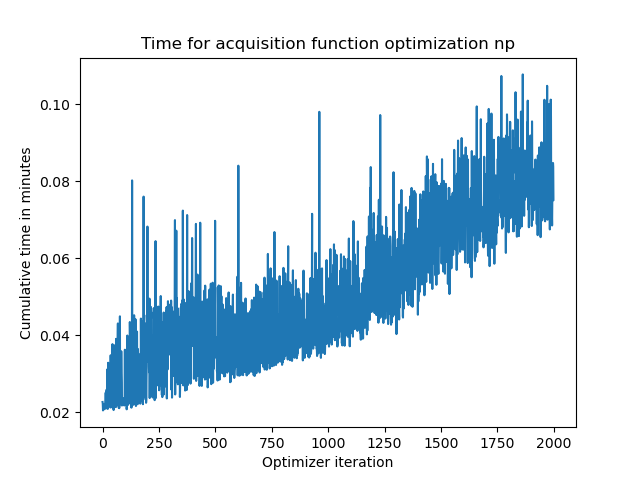 Time for acquisition function optimization np
Cumulative time in minutes
0.10
0.08
0.06
0.04
0.02
0 250 500 750 1000 1250 1500 1750 2000
Optimizer iteration